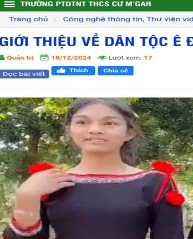 TRƯỜNG PTDTNT THCS CƯ M'GAR
Trang chủ / Công nghệ thông tin, Thư viện vid
GIỚI THIỆU VỀ DÂN TỘC Ê Đ
Quản trị 18/12/2024 Lượt xem: 17
Đọc bài viết Thích Chia sẻ